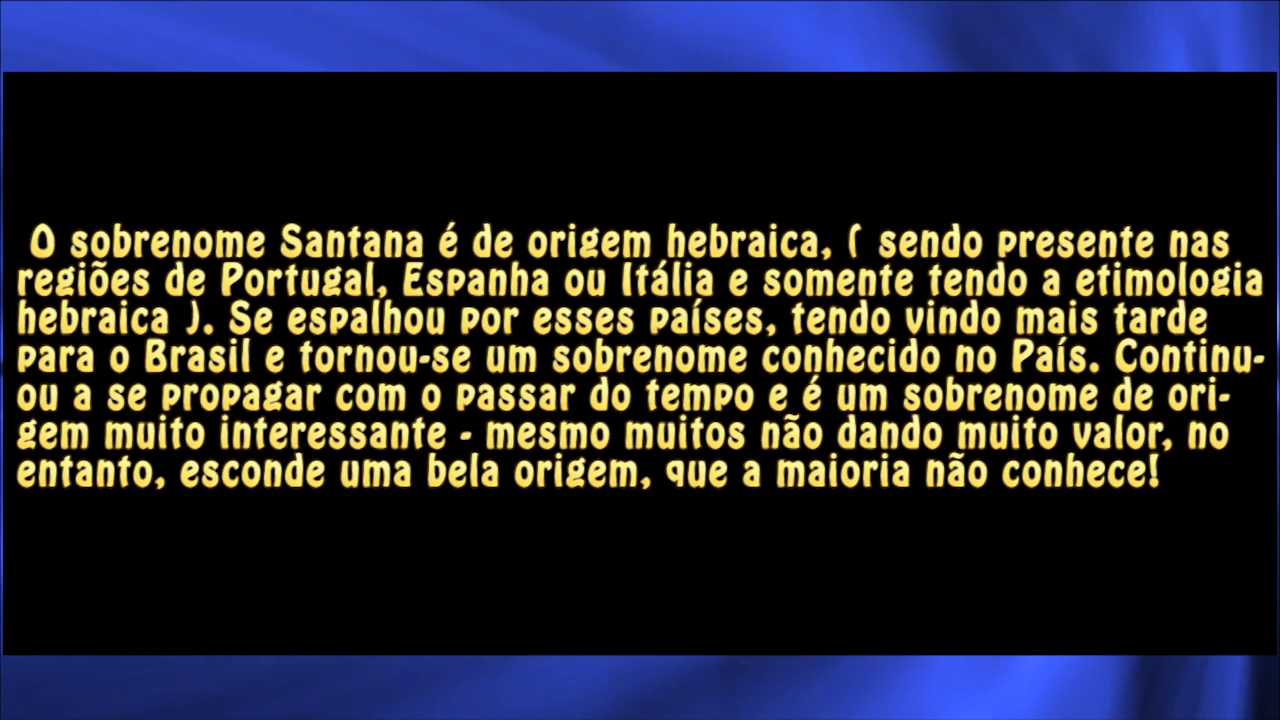 O sobrenome Santana é de origem hebraica, ( sendo presente nas
regiões de Portugal, Espanha ou Itália e somente tendo a etimologia
hebraica ). Se espalhou por esses países, tendo vindo mais tarde
para o Brasil e tornou-se um sobrenome conhecido no País. Continu-
ou a se propagar com o passar do tempo e é um sobrenome de ori-
gem muito interessante - mesmo muitos não dando muito valor, no
entanto, esconde uma bela origem, que a maioria não conhece!